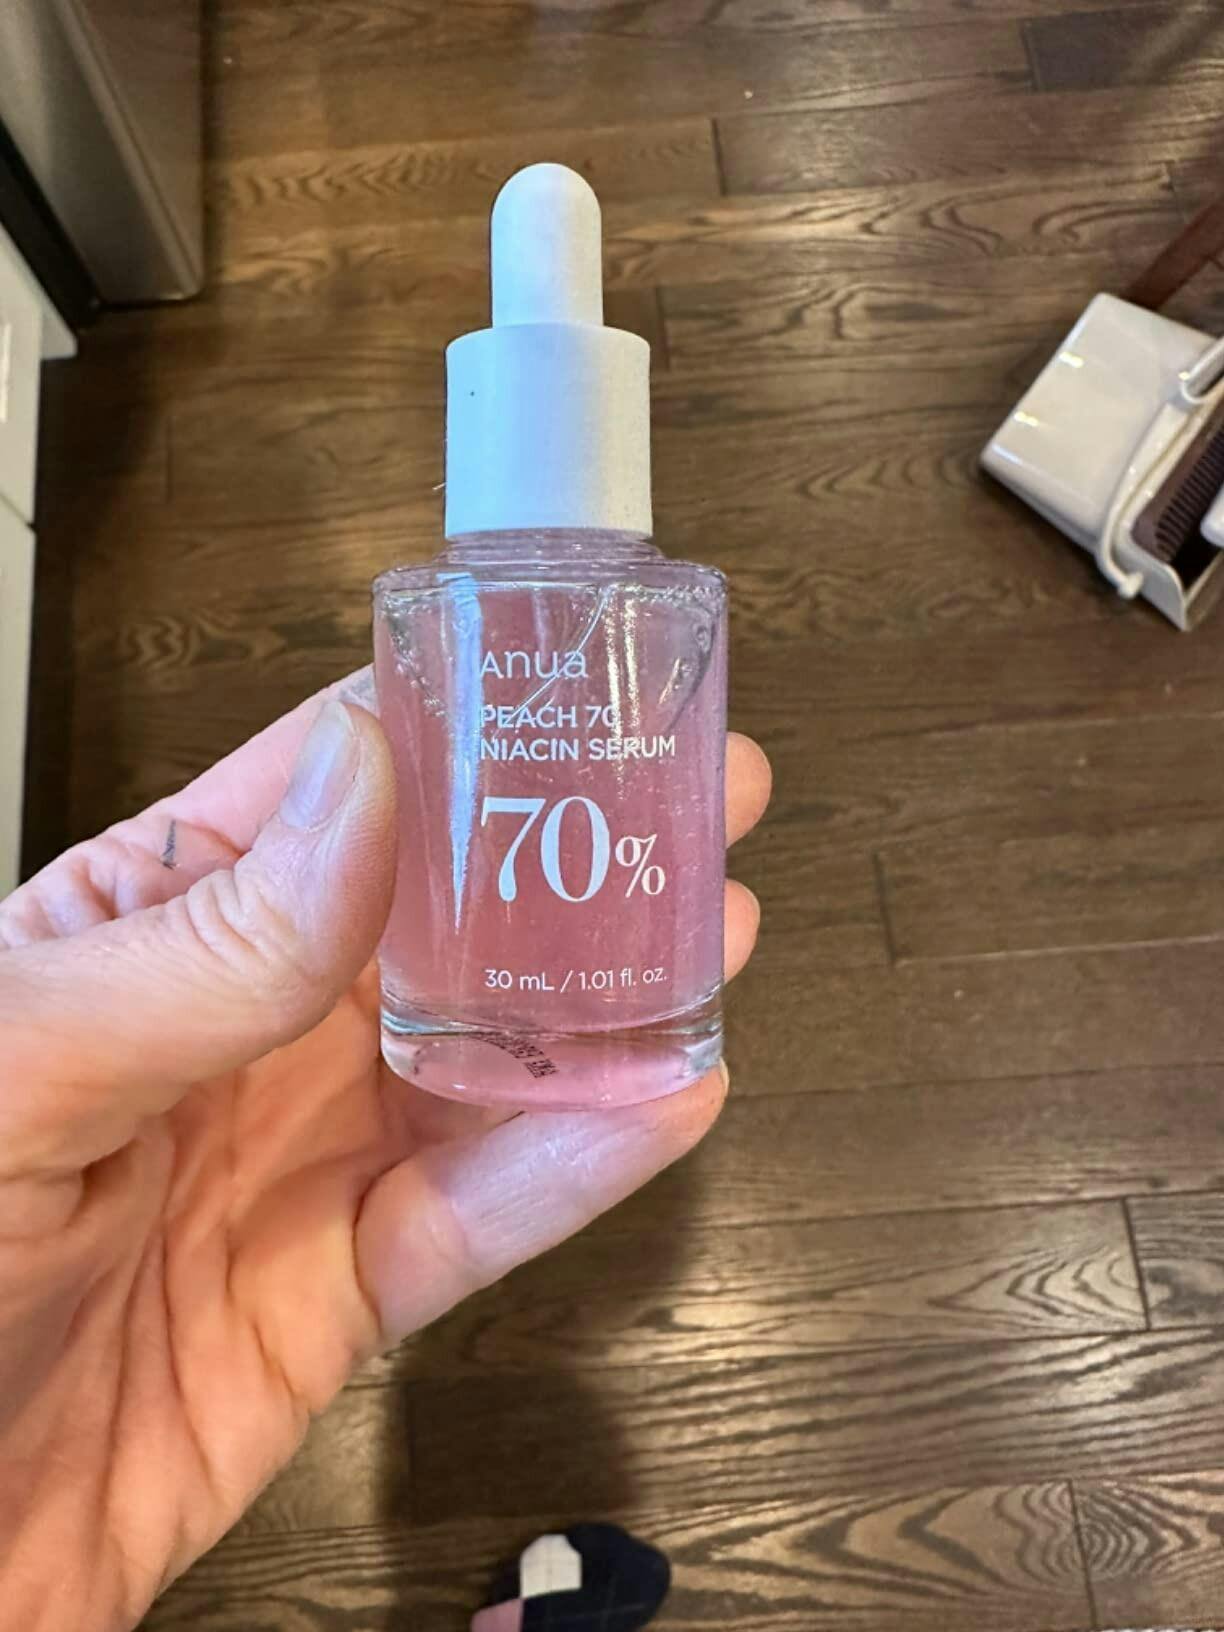 Anua
PEACH 70
NIACIN SERUM
70%
30 mL / 1.01 fl. oz.